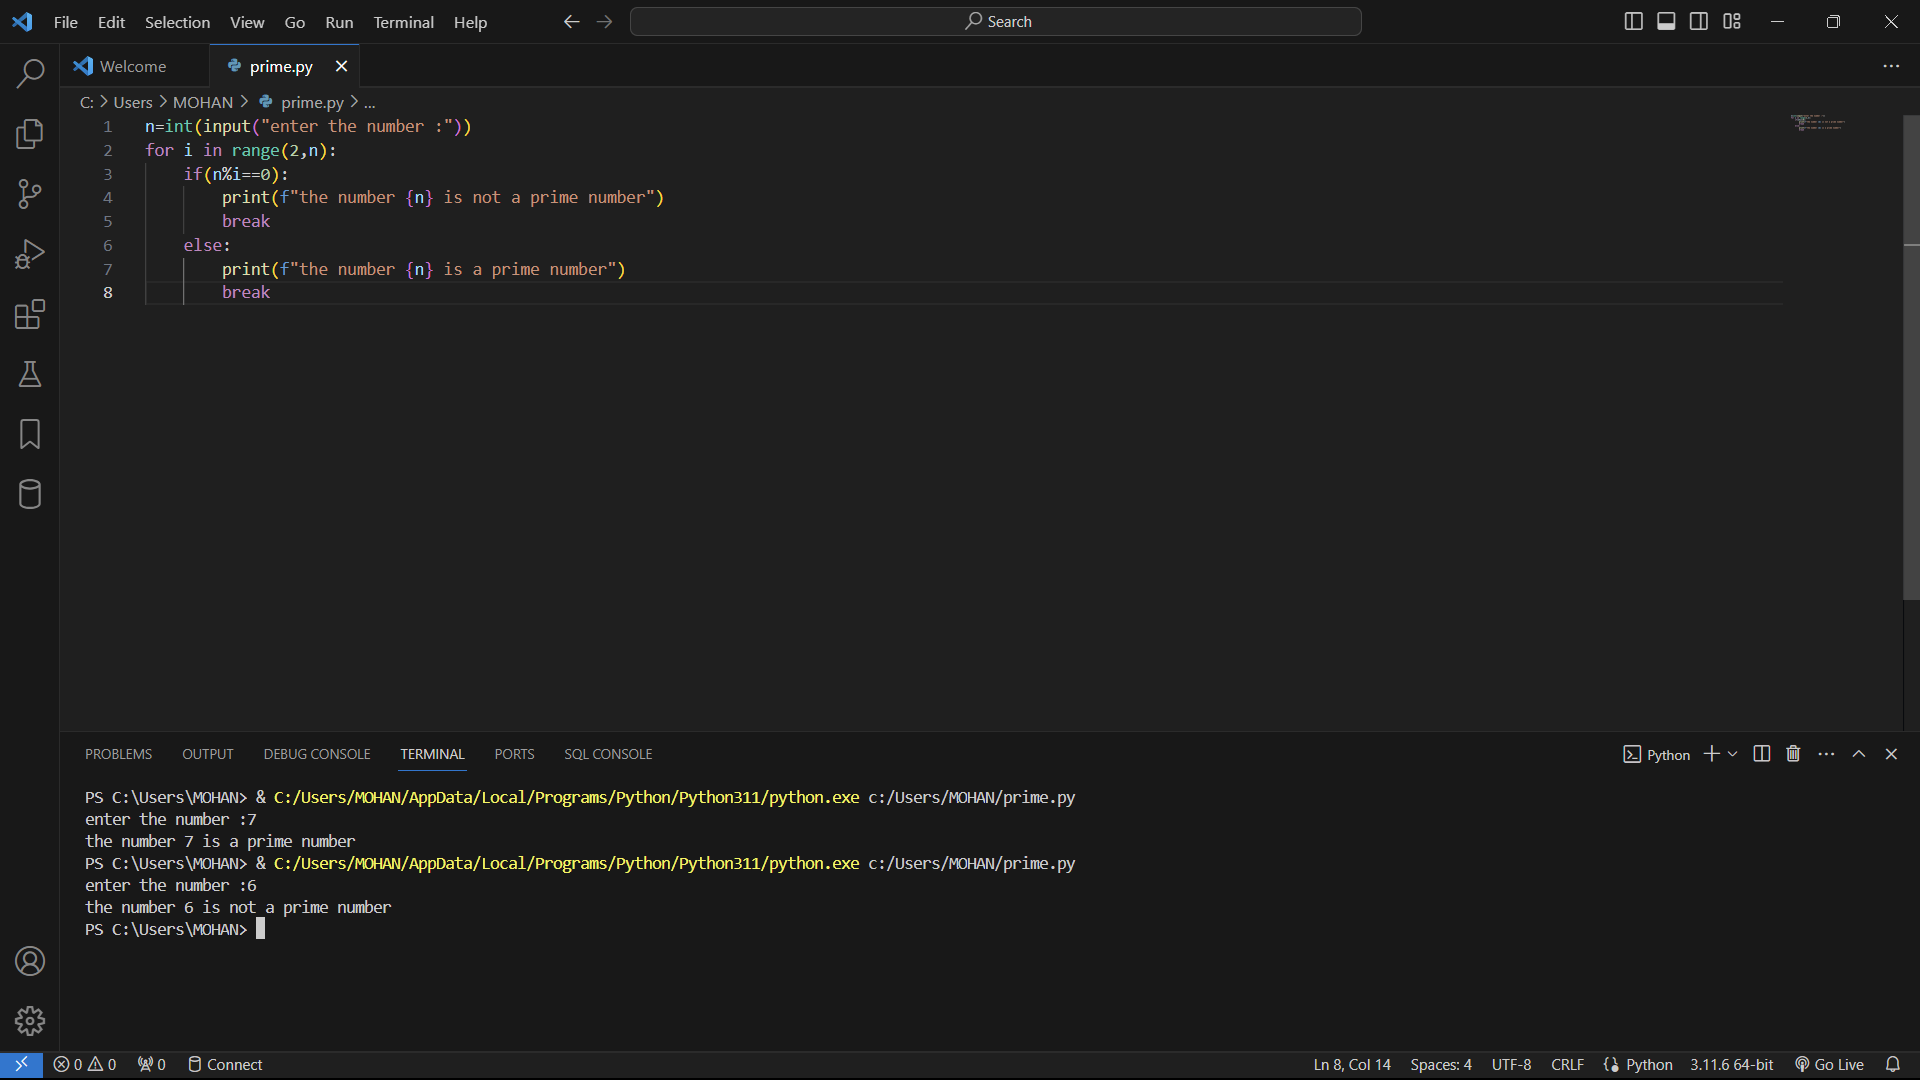 File Edit Selection View Go Run Terminal Help Search
Welcome prime.py
C: > Users > MOHAN > prime.py > ...
1 n=int(input("enter the number :"))
2 for i in range(2,n):
3     if(n%i==0):
4         print(f"the number {n} is not a prime number")
5         break
6     else:
7         print(f"the number {n} is a prime number")
8         break
PROBLEMS OUTPUT DEBUG CONSOLE TERMINAL PORTS SQL CONSOLE Python
PS C:\Users\MOHAN> & C:/Users/MOHAN/AppData/Local/Programs/Python/Python311/python.exe c:/Users/MOHAN/prime.py
enter the number :7
the number 7 is a prime number
PS C:\Users\MOHAN> & C:/Users/MOHAN/AppData/Local/Programs/Python/Python311/python.exe c:/Users/MOHAN/prime.py
enter the number :6
the number 6 is not a prime number
PS C:\Users\MOHAN>
0 0 0 Connect Ln 8, Col 14 Spaces: 4 UTF-8 CRLF Python 3.11.6 64-bit Go Live